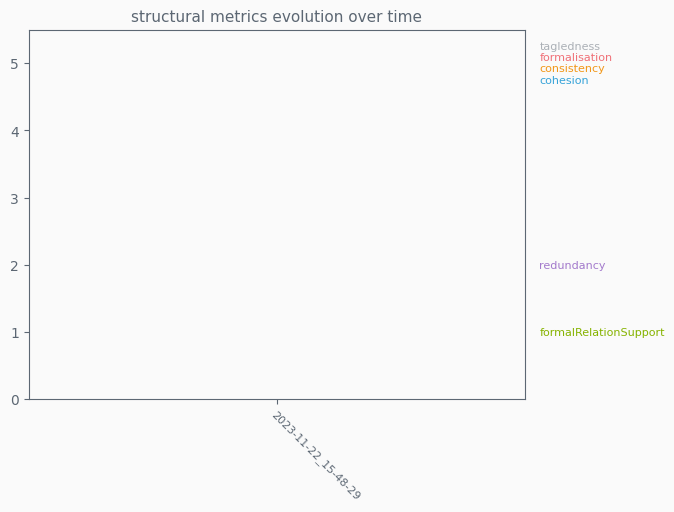 structural metrics evolution over time
tagledness
formalisation
consistency
cohesion
redundancy
formalRelationSupport
5
4
3
2
1
0
2023-11-22_15-48-29